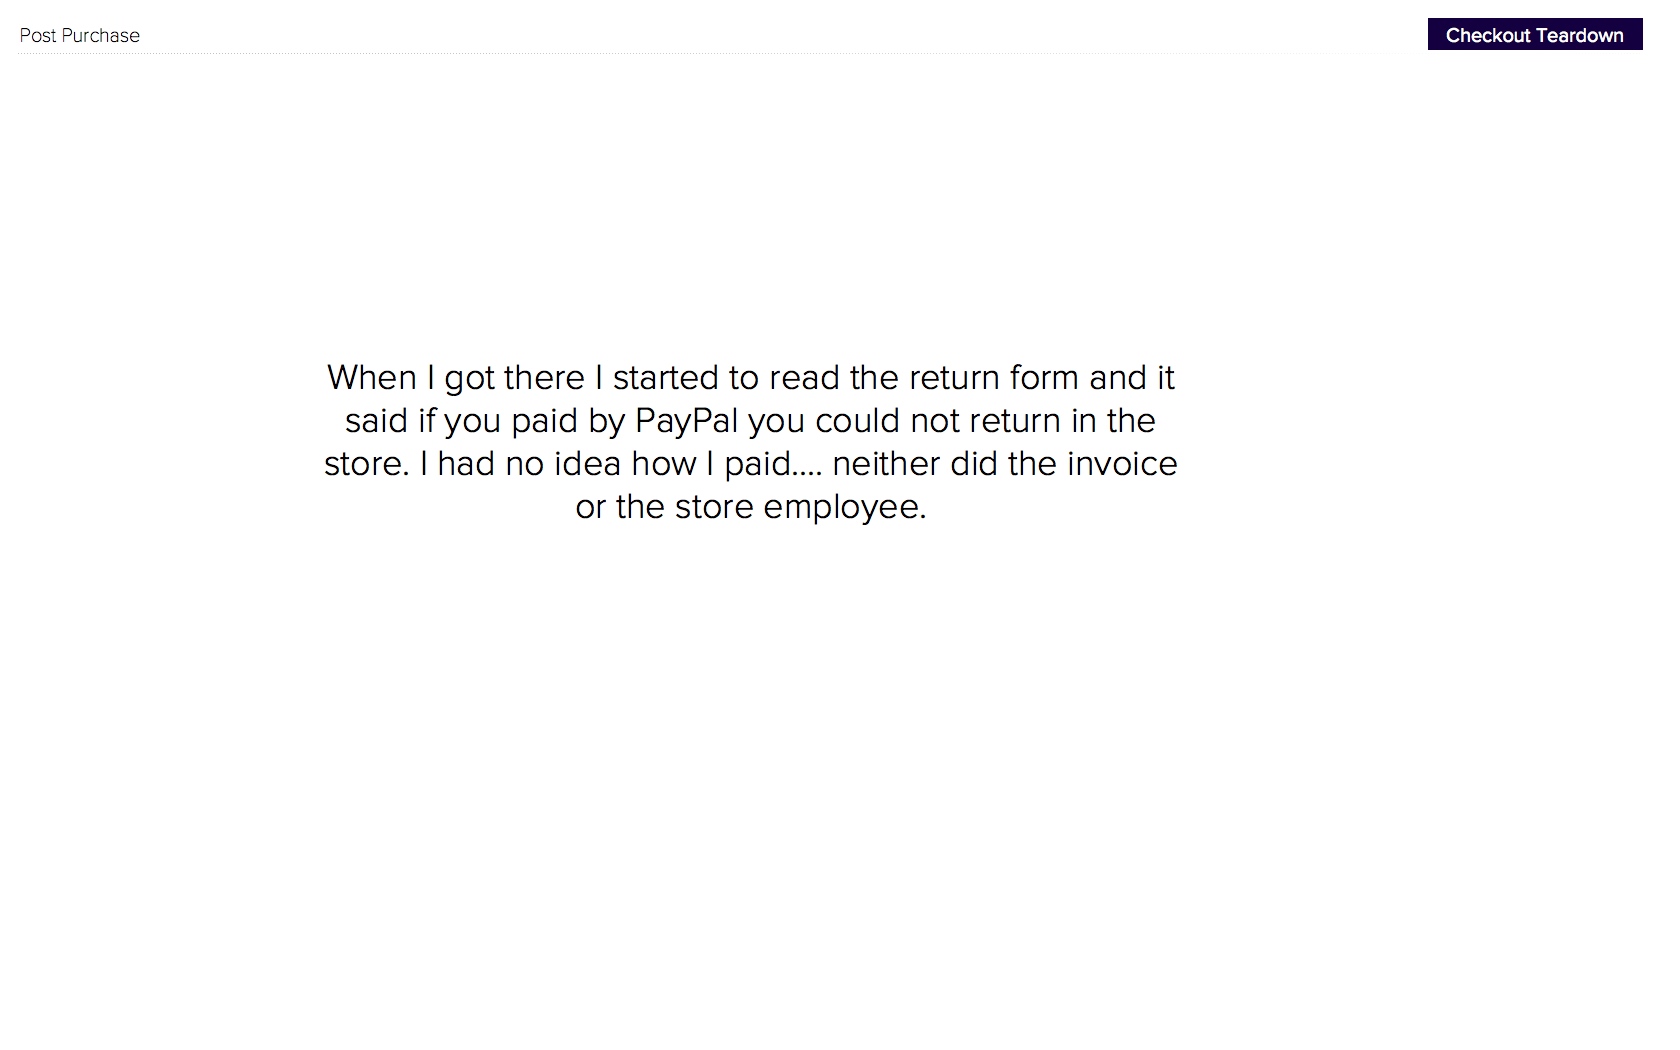 Post Purchase
Checkout Teardown
When I got there I started to read the return form and it
said if you paid by PayPal you could not return in the
store. I had no idea how I paid.... neither did the invoice
or the store employee.